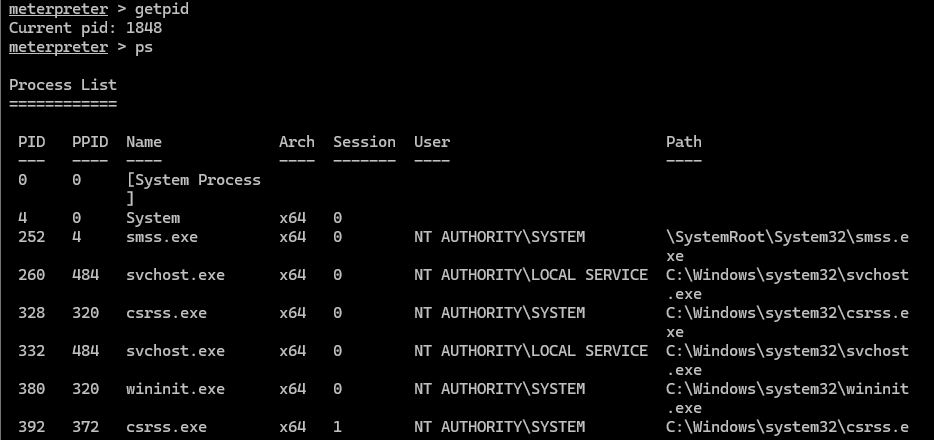 meterpreter > getpid
Current pid: 1848
meterpreter > ps
Process List
============
PID PPID Name Arch Session User Path
--- ---- ---- ---- ------- ---- ----
0 0 [System Process
]
4 0 System x64 0
252 4 smss.exe x64 0 NT AUTHORITY\SYSTEM \SystemRoot\System32\smss.e
xe
260 484 svchost.exe x64 0 NT AUTHORITY\LOCAL SERVICE C:\Windows\system32\svchost
.exe
328 320 csrss.exe x64 0 NT AUTHORITY\SYSTEM C:\Windows\system32\csrss.e
xe
332 484 svchost.exe x64 0 NT AUTHORITY\LOCAL SERVICE C:\Windows\system32\svchost
.exe
380 320 wininit.exe x64 0 NT AUTHORITY\SYSTEM C:\Windows\system32\wininit
.exe
392 372 csrss.exe x64 1 NT AUTHORITY\SYSTEM C:\Windows\system32\csrss.e